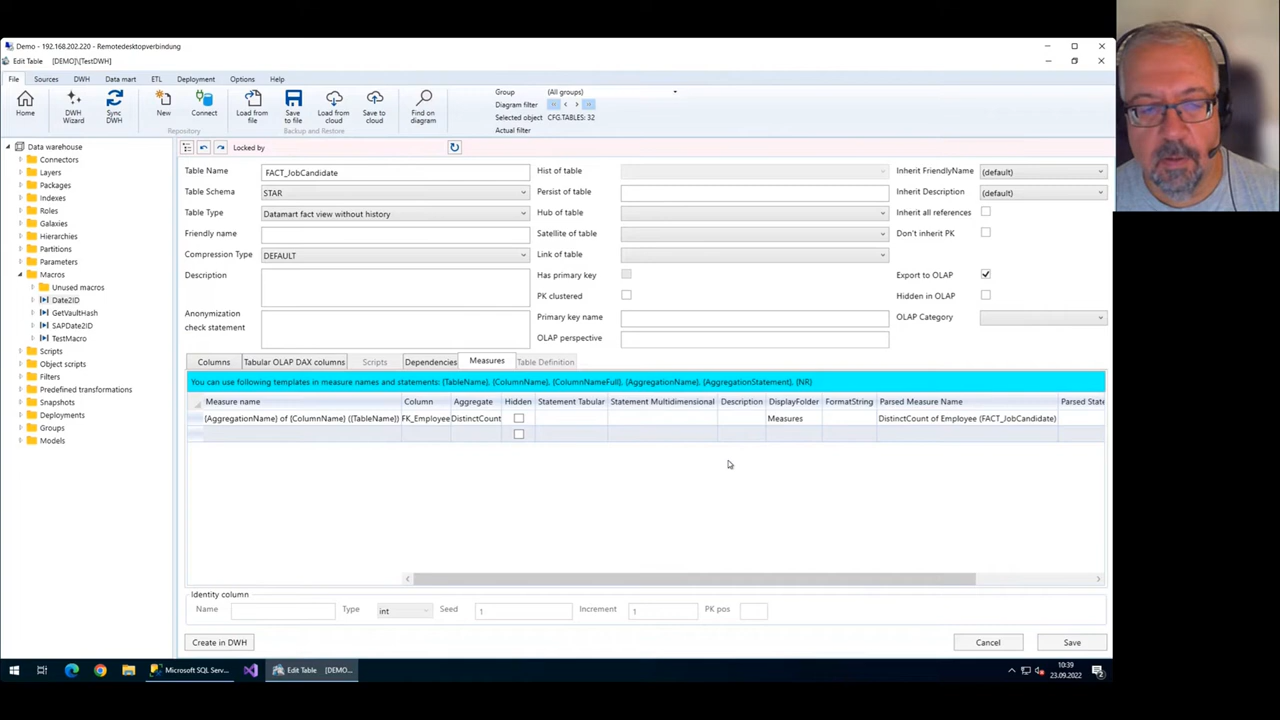 Demo - 192.168.202.220 - Remotedesktopverbindung
Edit Table [DEMO]\[TestDWH]
File Sources DWH Data mart ETL Deployment Options Help
Home
DWH Wizard
Sync DWH
New
Connect
Load from file
Save to file
Load from cloud
Save to cloud
Find on diagram
Repository
Backup and Restore
Group (All groups)
Diagram filter
Selected object CFG.TABLES: 32
Actual filter
Data warehouse
Connectors
Layers
Packages
Indexes
Roles
Galaxies
Hierarchies
Partitions
Parameters
Macros
Unused macros
Date2ID
GetVaultHash
SAPDate2ID
TestMacro
Scripts
Object scripts
Filters
Predefined transformations
Snapshots
Deployments
Groups
Models
Locked by
Table Name FACT_JobCandidate
Table Schema STAR
Table Type Datamart fact view without history
Friendly name
Compression Type DEFAULT
Description
Anonymization check statement
Hist of table
Persist of table
Hub of table
Satellite of table
Link of table
Has primary key
PK clustered
Primary key name
OLAP perspective
Inherit FriendlyName (default)
Inherit Description (default)
Inherit all references
Don't inherit PK
Export to OLAP
Hidden in OLAP
OLAP Category
Columns Tabular OLAP DAX columns Scripts Dependencies Measures Table Definition
You can use following templates in measure names and statements: {TableName}, {ColumnName}, {ColumnNameFull}, {AggregationName}, {AggregationStatement}, {NR}
Measure name Column Aggregate Hidden Statement Tabular Statement Multidimensional Description DisplayFolder FormatString Parsed Measure Name Parsed State
{AggregationName} of {ColumnName} ({TableName}) FK_Employee DistinctCount Measures DistinctCount of Employee (FACT_JobCandidate)
Identity column
Name Type int Seed 1 Increment 1 PK pos
Create in DWH Cancel Save
Microsoft SQL Serv... Edit Table [DEMO...
10:39
23.09.2022